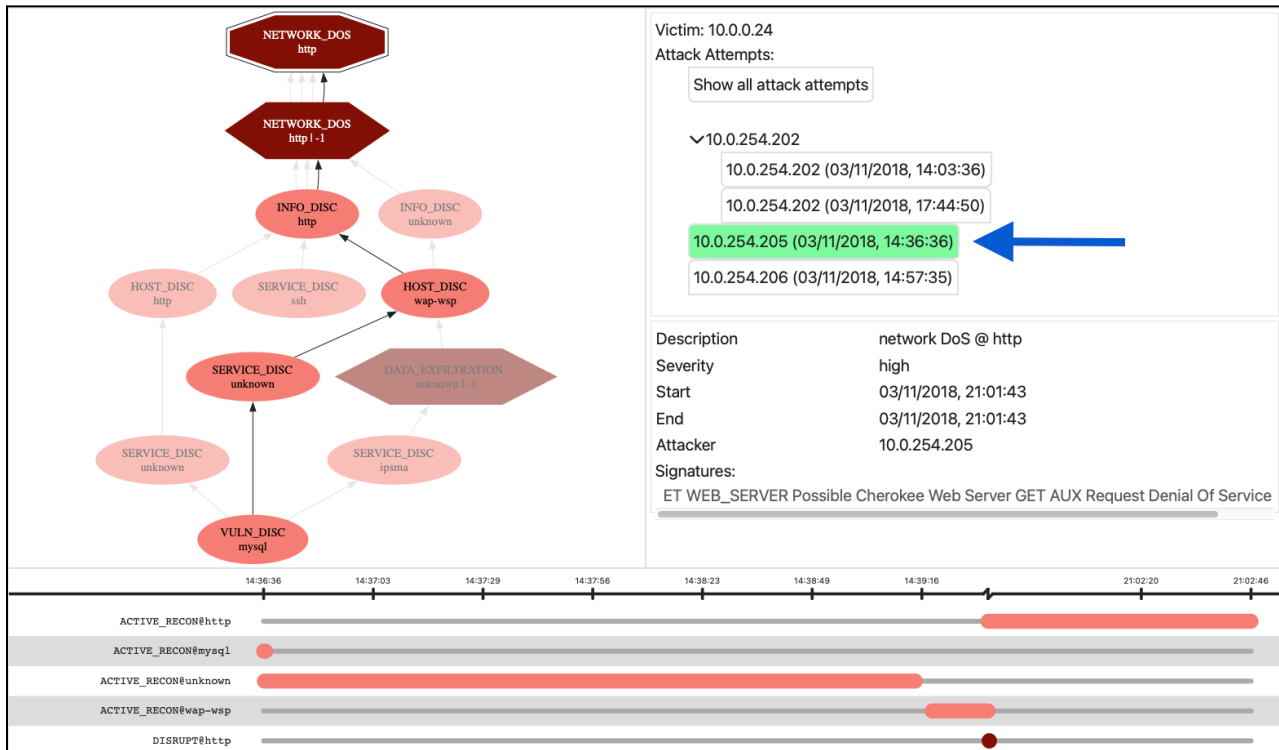 NETWORK_DOS
http
NETWORK_DOS
http | -1
INFO_DISC
http
INFO_DISC
unknown
HOST_DISC
http
SERVICE_DISC
ssh
HOST_DISC
wap-wsp
SERVICE_DISC
unknown
DATA_EXFILTRATION
unknown | -1
SERVICE_DISC
unknown
SERVICE_DISC
ipsma
VULN_DISC
mysql
Victim: 10.0.0.24
Attack Attempts:
Show all attack attempts
10.0.254.202
10.0.254.202 (03/11/2018, 14:03:36)
10.0.254.202 (03/11/2018, 17:44:50)
10.0.254.205 (03/11/2018, 14:36:36)
10.0.254.206 (03/11/2018, 14:57:35)
Description network DoS @ http
Severity high
Start 03/11/2018, 21:01:43
End 03/11/2018, 21:01:43
Attacker 10.0.254.205
Signatures:
ET WEB_SERVER Possible Cherokee Web Server GET AUX Request Denial Of Service
14:36:36 14:37:03 14:37:29 14:37:56 14:38:23 14:38:49 14:39:16 21:02:20 21:02:46
ACTIVE_RECON@http
ACTIVE_RECON@mysql
ACTIVE_RECON@unknown
ACTIVE_RECON@wap-wsp
DISRUPT@http